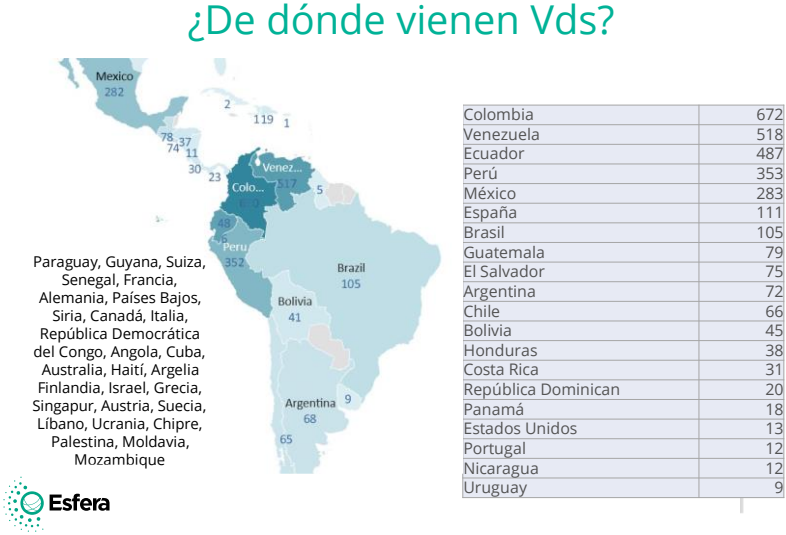 ¿De dónde vienen Vds?
Mexico
282
2
119
1
78
37
74
11
30
23
Venez...
517
Colo...
5
48
Peru
352
Brazil
105
Bolivia
41
Argentina
68
9
65
Paraguay, Guyana, Suiza,
Senegal, Francia,
Alemania, Países Bajos,
Siria, Canadá, Italia,
República Democrática
del Congo, Angola, Cuba,
Australia, Haití, Argelia
Finlandia, Israel, Grecia,
Singapur, Austria, Suecia,
Líbano, Ucrania, Chipre,
Palestina, Moldavia,
Mozambique
Colombia 672
Venezuela 518
Ecuador 487
Perú 353
México 283
España 111
Brasil 105
Guatemala 79
El Salvador 75
Argentina 72
Chile 66
Bolivia 45
Honduras 38
Costa Rica 31
República Dominican 20
Panamá 18
Estados Unidos 13
Portugal 12
Nicaragua 12
Uruguay 9
Esfera